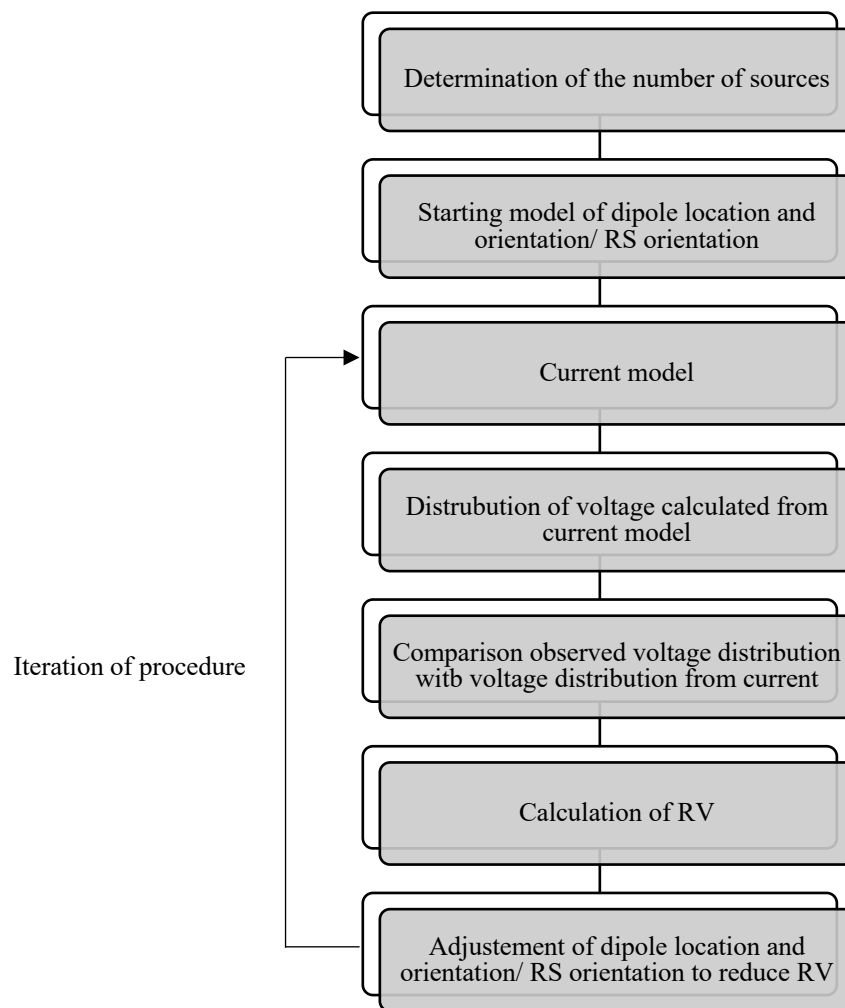 Determination of the number of sources
Starting model of dipole location and
orientation/ RS orientation
Current model
Distrubution of voltage calculated from
current model
Comparison observed voltage distribution
witb voltage distribution from current
Iteration of procedure
Calculation of RV
Adjustement of dipole location and
orientation/ RS orientation to reduce RV